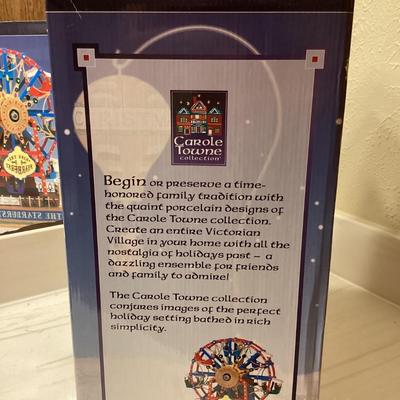 Carole
Towne
collection
Begin or preserve a time-
honored family tradition with
the quaint porcelain designs of
the Carole Towne collection.
Create an entire Victorian
Village in your home with all the
nostalgia of holidays past – a
dazzling ensemble for friends
and family to admire!
The Carole Towne collection
conjures images of the perfect
holiday setting bathed in rich
simplicity.
THE STARBURST